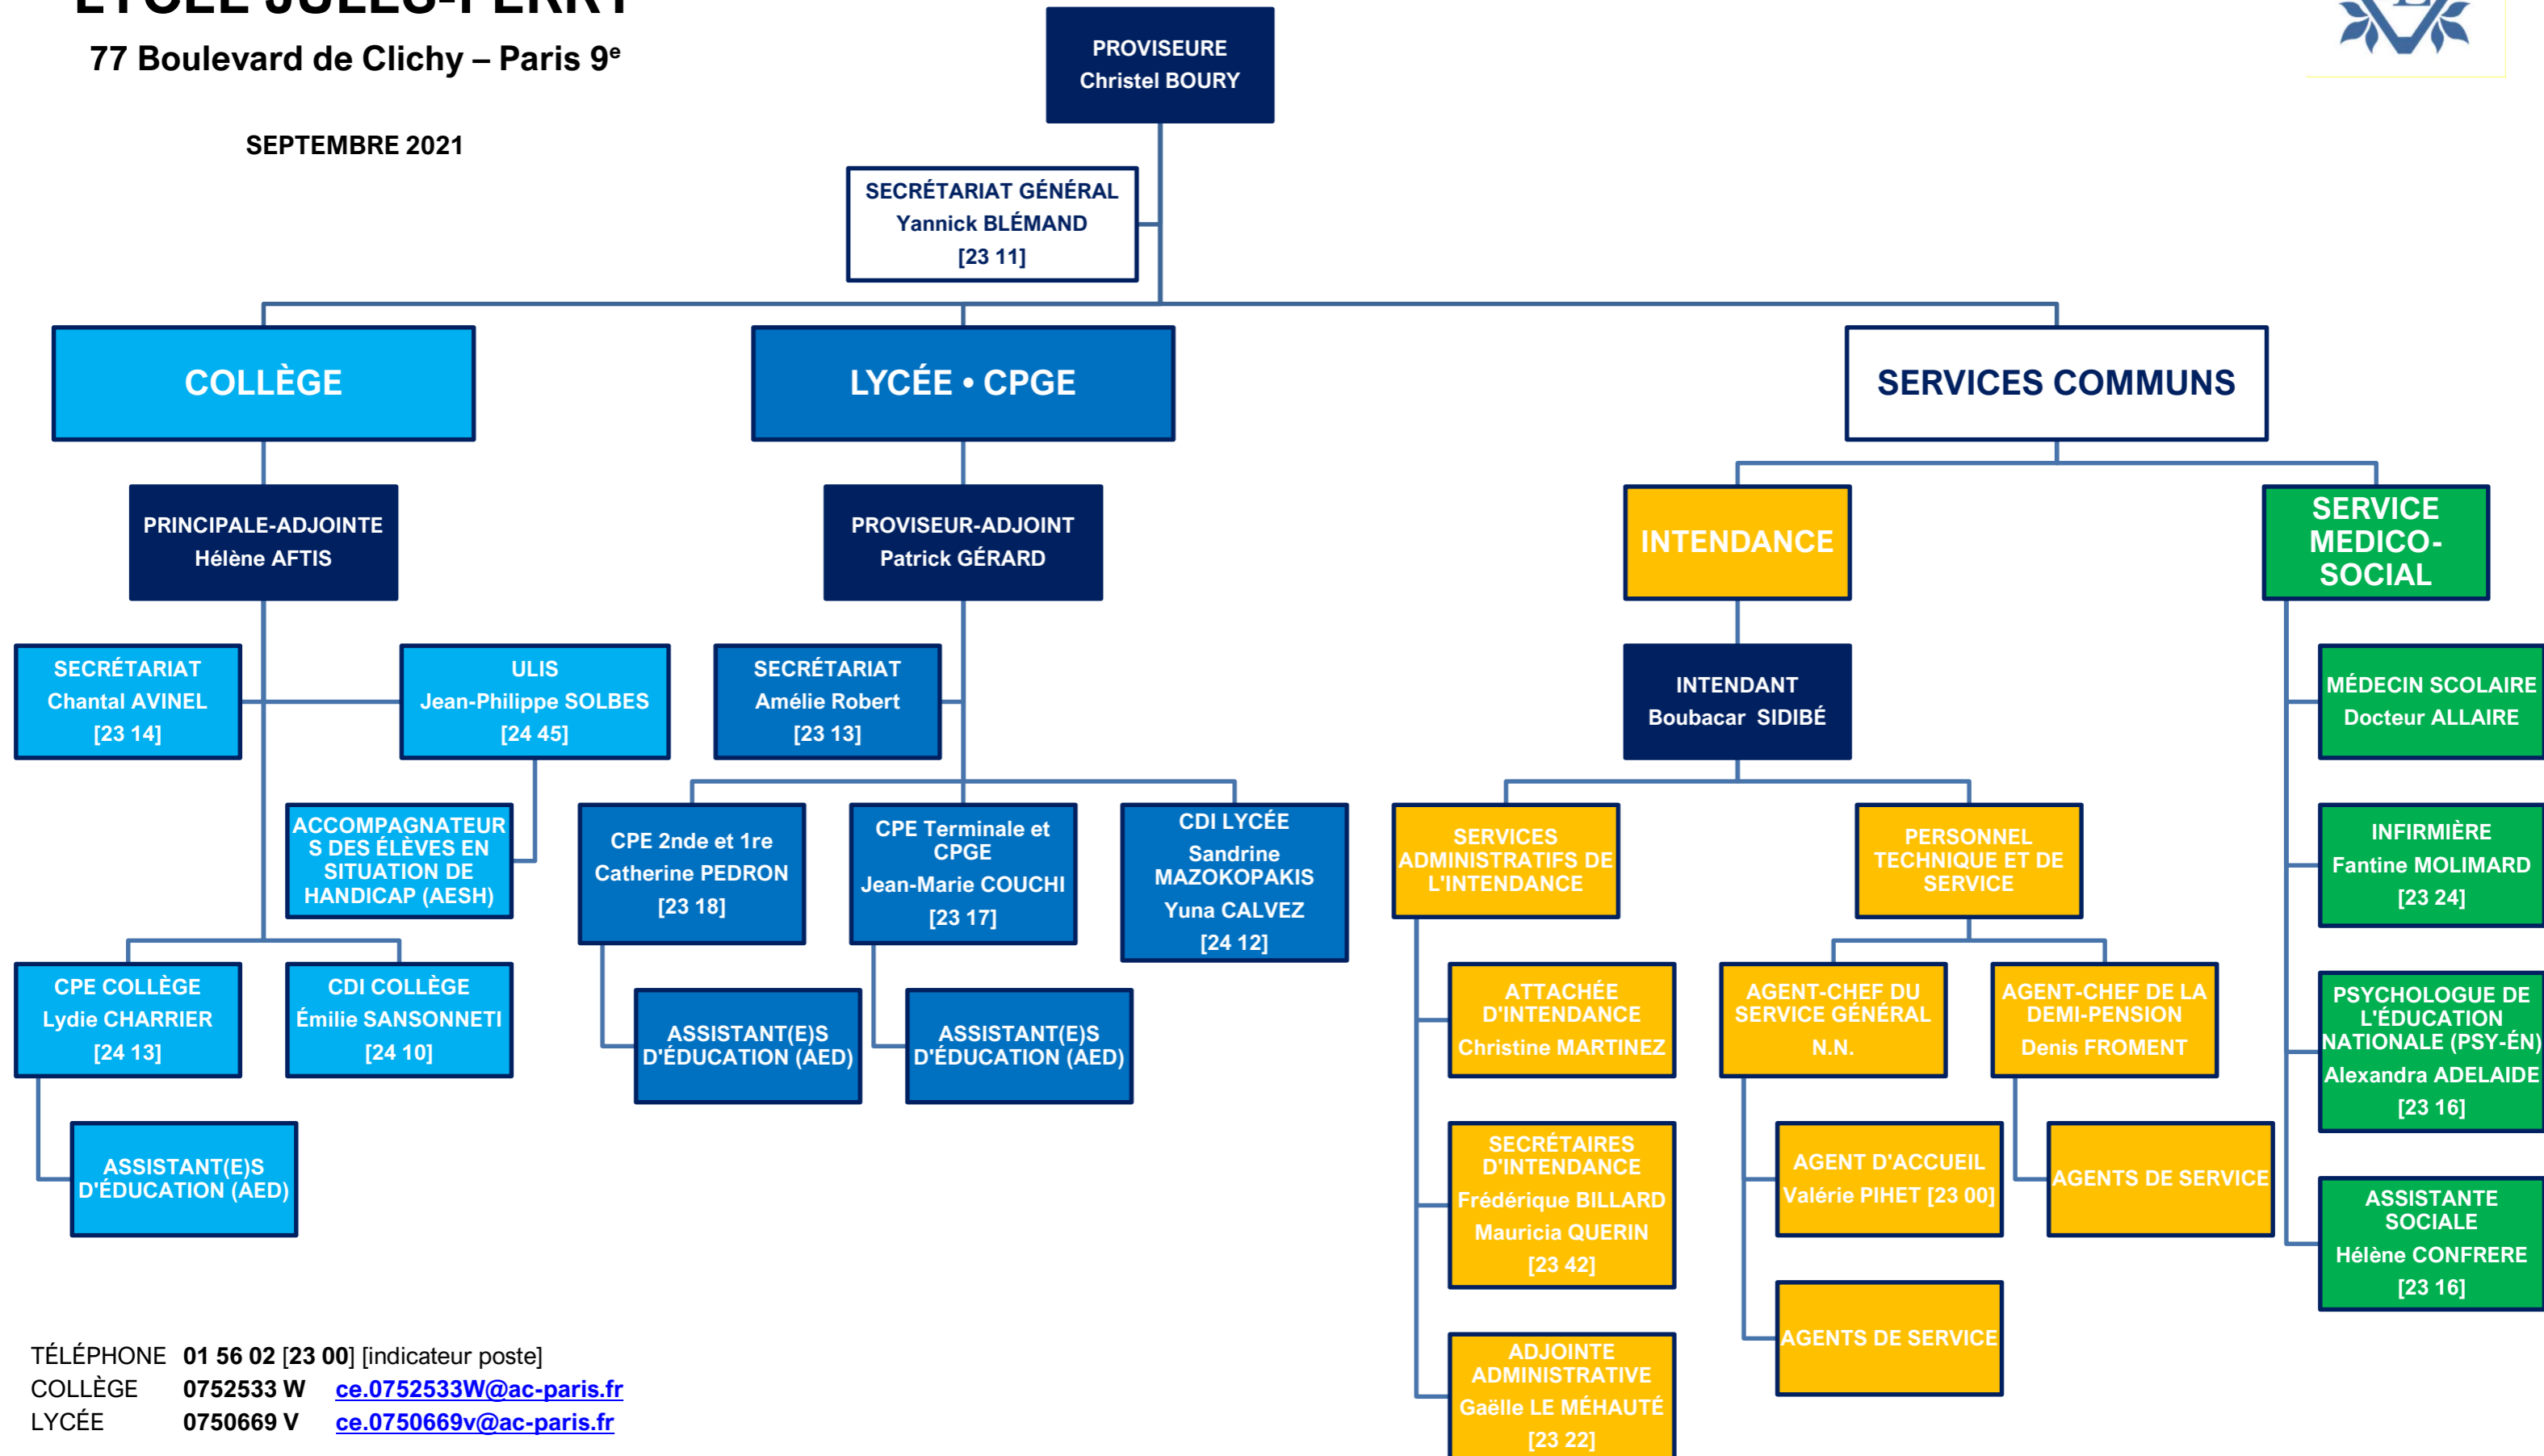 LYCÉE JULES-FERRY
77 Boulevard de Clichy – Paris 9e
SEPTEMBRE 2021
PROVISEURE
Christel BOURY
SECRÉTARIAT GÉNÉRAL
Yannick BLÉMAND
[23 11]
COLLÈGE
LYCÉE • CPGE
SERVICES COMMUNS
PRINCIPALE-ADJOINTE
Hélène AFTIS
PROVISEUR-ADJOINT
Patrick GÉRARD
INTENDANCE
SERVICE
MEDICO-
SOCIAL
SECRÉTARIAT
Chantal AVINEL
[23 14]
ULIS
Jean-Philippe SOLBES
[24 45]
SECRÉTARIAT
Amélie Robert
[23 13]
INTENDANT
Boubacar SIDIBÉ
MÉDECIN SCOLAIRE
Docteur ALLAIRE
ACCOMPAGNATEUR
S DES ÉLÈVES EN
SITUATION DE
HANDICAP (AESH)
CPE 2nde et 1re
Catherine PEDRON
[23 18]
CPE Terminale et
CPGE
Jean-Marie COUCHI
[23 17]
CDI LYCÉE
Sandrine
MAZOKOPAKIS
Yuna CALVEZ
[24 12]
SERVICES
ADMINISTRATIFS DE
L'INTENDANCE
PERSONNEL
TECHNIQUE ET DE
SERVICE
INFIRMIÈRE
Fantine MOLIMARD
[23 24]
CPE COLLÈGE
Lydie CHARRIER
[24 13]
CDI COLLÈGE
Émilie SANSONNETI
[24 10]
ASSISTANT(E)S
D'ÉDUCATION (AED)
ASSISTANT(E)S
D'ÉDUCATION (AED)
ATTACHÉE
D'INTENDANCE
Christine MARTINEZ
AGENT-CHEF DU
SERVICE GÉNÉRAL
N.N.
AGENT-CHEF DE LA
DEMI-PENSION
Denis FROMENT
PSYCHOLOGUE DE
L'ÉDUCATION
NATIONALE (PSY-ÉN)
Alexandra ADELAIDE
[23 16]
ASSISTANT(E)S
D'ÉDUCATION (AED)
SECRÉTAIRES
D'INTENDANCE
Frédérique BILLARD
Mauricia QUERIN
[23 42]
AGENT D'ACCUEIL
Valérie PIHET [23 00]
AGENTS DE SERVICE
ASSISTANTE
SOCIALE
Hélène CONFRERE
[23 16]
AGENTS DE SERVICE
ADJOINTE
ADMINISTRATIVE
Gaëlle LE MÉHAUTÉ
[23 22]
TÉLÉPHONE 01 56 02 [23 00] [indicateur poste]
COLLÈGE 0752533 W ce.0752533W@ac-paris.fr
LYCÉE 0750669 V ce.0750669v@ac-paris.fr